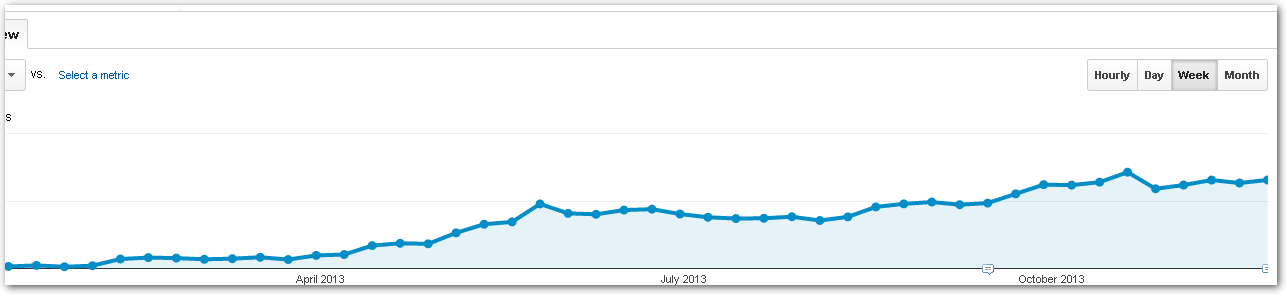 ew
vs. Select a metric
Hourly Day Week Month
s
April 2013 July 2013 October 2013